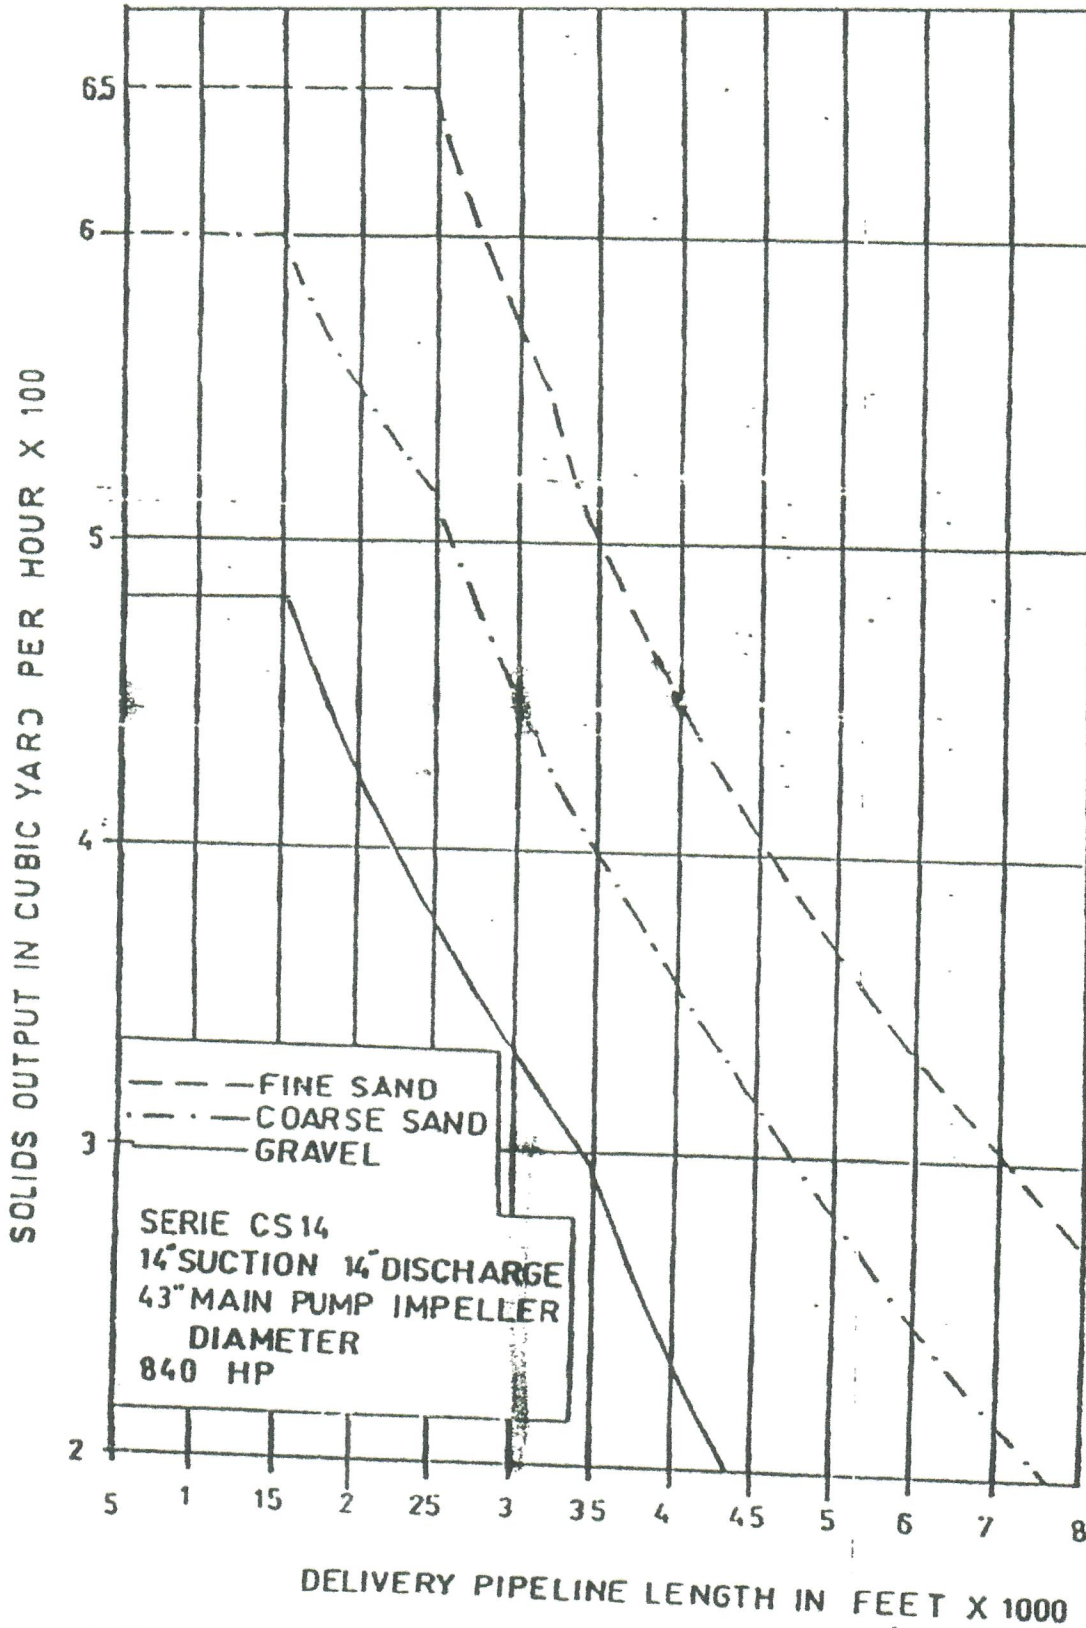 SOLIDS OUTPUT IN CUBIC YARD PER HOUR X 100
6.5
6
5
4
3
2
FINE SAND
COARSE SAND
GRAVEL
SERIE CS14
14" SUCTION 14" DISCHARGE
43" MAIN PUMP IMPELLER
DIAMETER
840 HP
5 1 15 2 25 3 35 4 45 5 6 7 8
DELIVERY PIPELINE LENGTH IN FEET X 1000